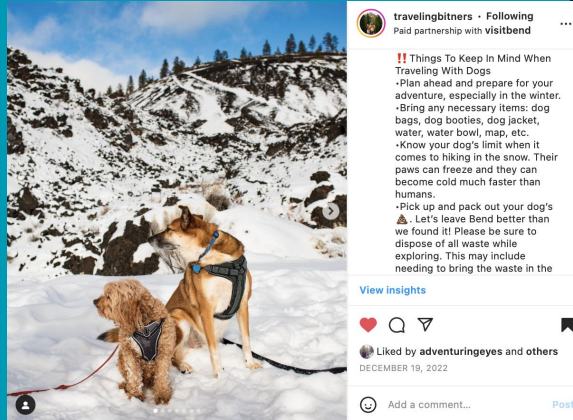 travelingbitners • Following
Paid partnership with visitbend
‼️Things To Keep In Mind When
Traveling With Dogs
•Plan ahead and prepare for your
adventure, especially in the winter.
•Bring any necessary items: dog
bags, dog booties, dog jacket,
water, water bowl, map, etc.
•Know your dog's limit when it
comes to hiking in the snow. Their
paws can freeze and they can
become cold much faster than
humans.
•Pick up and pack out your dog's
💩. Let's leave Bend better than
we found it! Please be sure to
dispose of all waste while
exploring. This may include
needing to bring the waste in the
View insights
Liked by adventuringeyes and others
DECEMBER 19, 2022
Add a comment...
Post